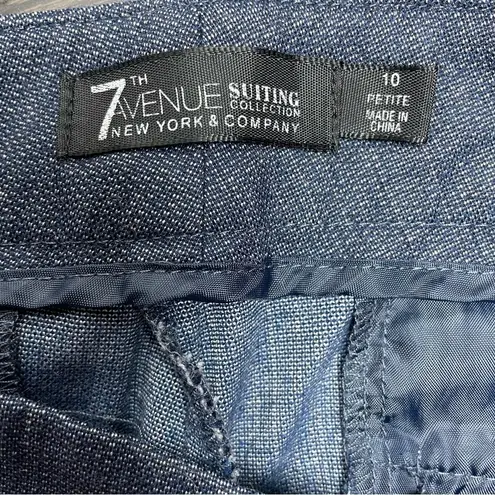 7TH AVENUE SUITING COLLECTION
NEW YORK & COMPANY
10
PETITE
MADE IN
CHINA